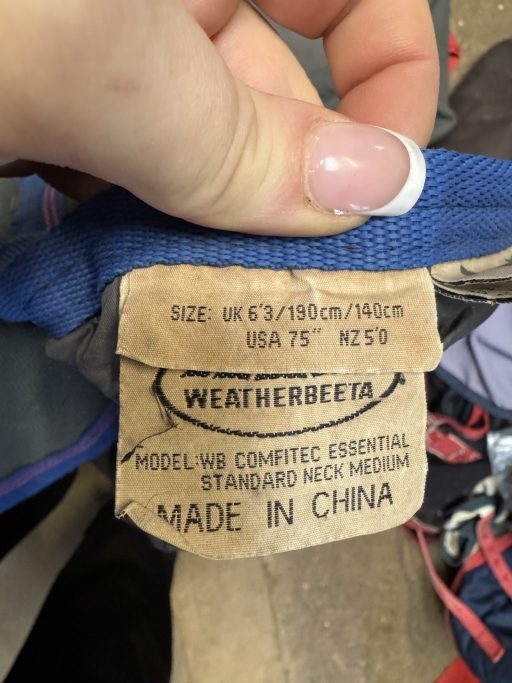 SIZE: UK 6'3/190cm/140cm
USA 75" NZ 5'0
WEATHERBEETA
MODEL:WB COMFITEC ESSENTIAL
STANDARD NECK MEDIUM
MADE IN CHINA